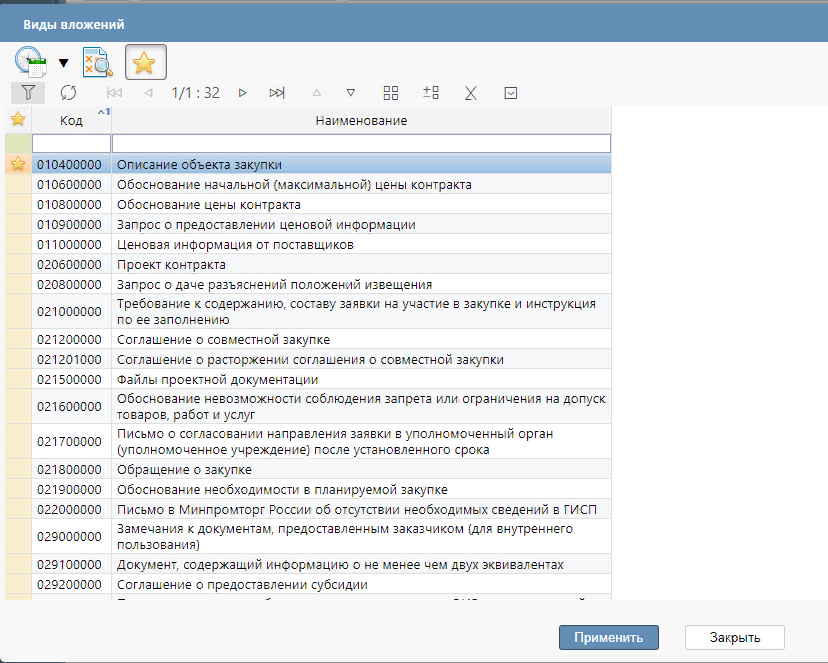 Виды вложений
1/1 : 32
Код 1 Наименование
010400000 Описание объекта закупки
010600000 Обоснование начальной (максимальной) цены контракта
010800000 Обоснование цены контракта
010900000 Запрос о предоставлении ценовой информации
011000000 Ценовая информация от поставщиков
020600000 Проект контракта
020800000 Запрос о даче разъяснений положений извещения
021000000 Требование к содержанию, составу заявки на участие в закупке и инструкция
по ее заполнению
021200000 Соглашение о совместной закупке
021201000 Соглашение о расторжении соглашения о совместной закупки
021500000 Файлы проектной документации
021600000 Обоснование невозможности соблюдения запрета или ограничения на допуск
товаров, работ и услуг
021700000 Письмо о согласовании направления заявки в уполномоченный орган
(уполномоченное учреждение) после установленного срока
021800000 Обращение о закупке
021900000 Обоснование необходимости в планируемой закупке
022000000 Письмо в Минпромторг России об отсутствии необходимых сведений в ГИСП
029000000 Замечания к документам, предоставленным заказчиком (для внутреннего
пользования)
029100000 Документ, содержащий информацию о не менее чем двух эквивалентах
029200000 Соглашение о предоставлении субсидии
Применить Закрыть